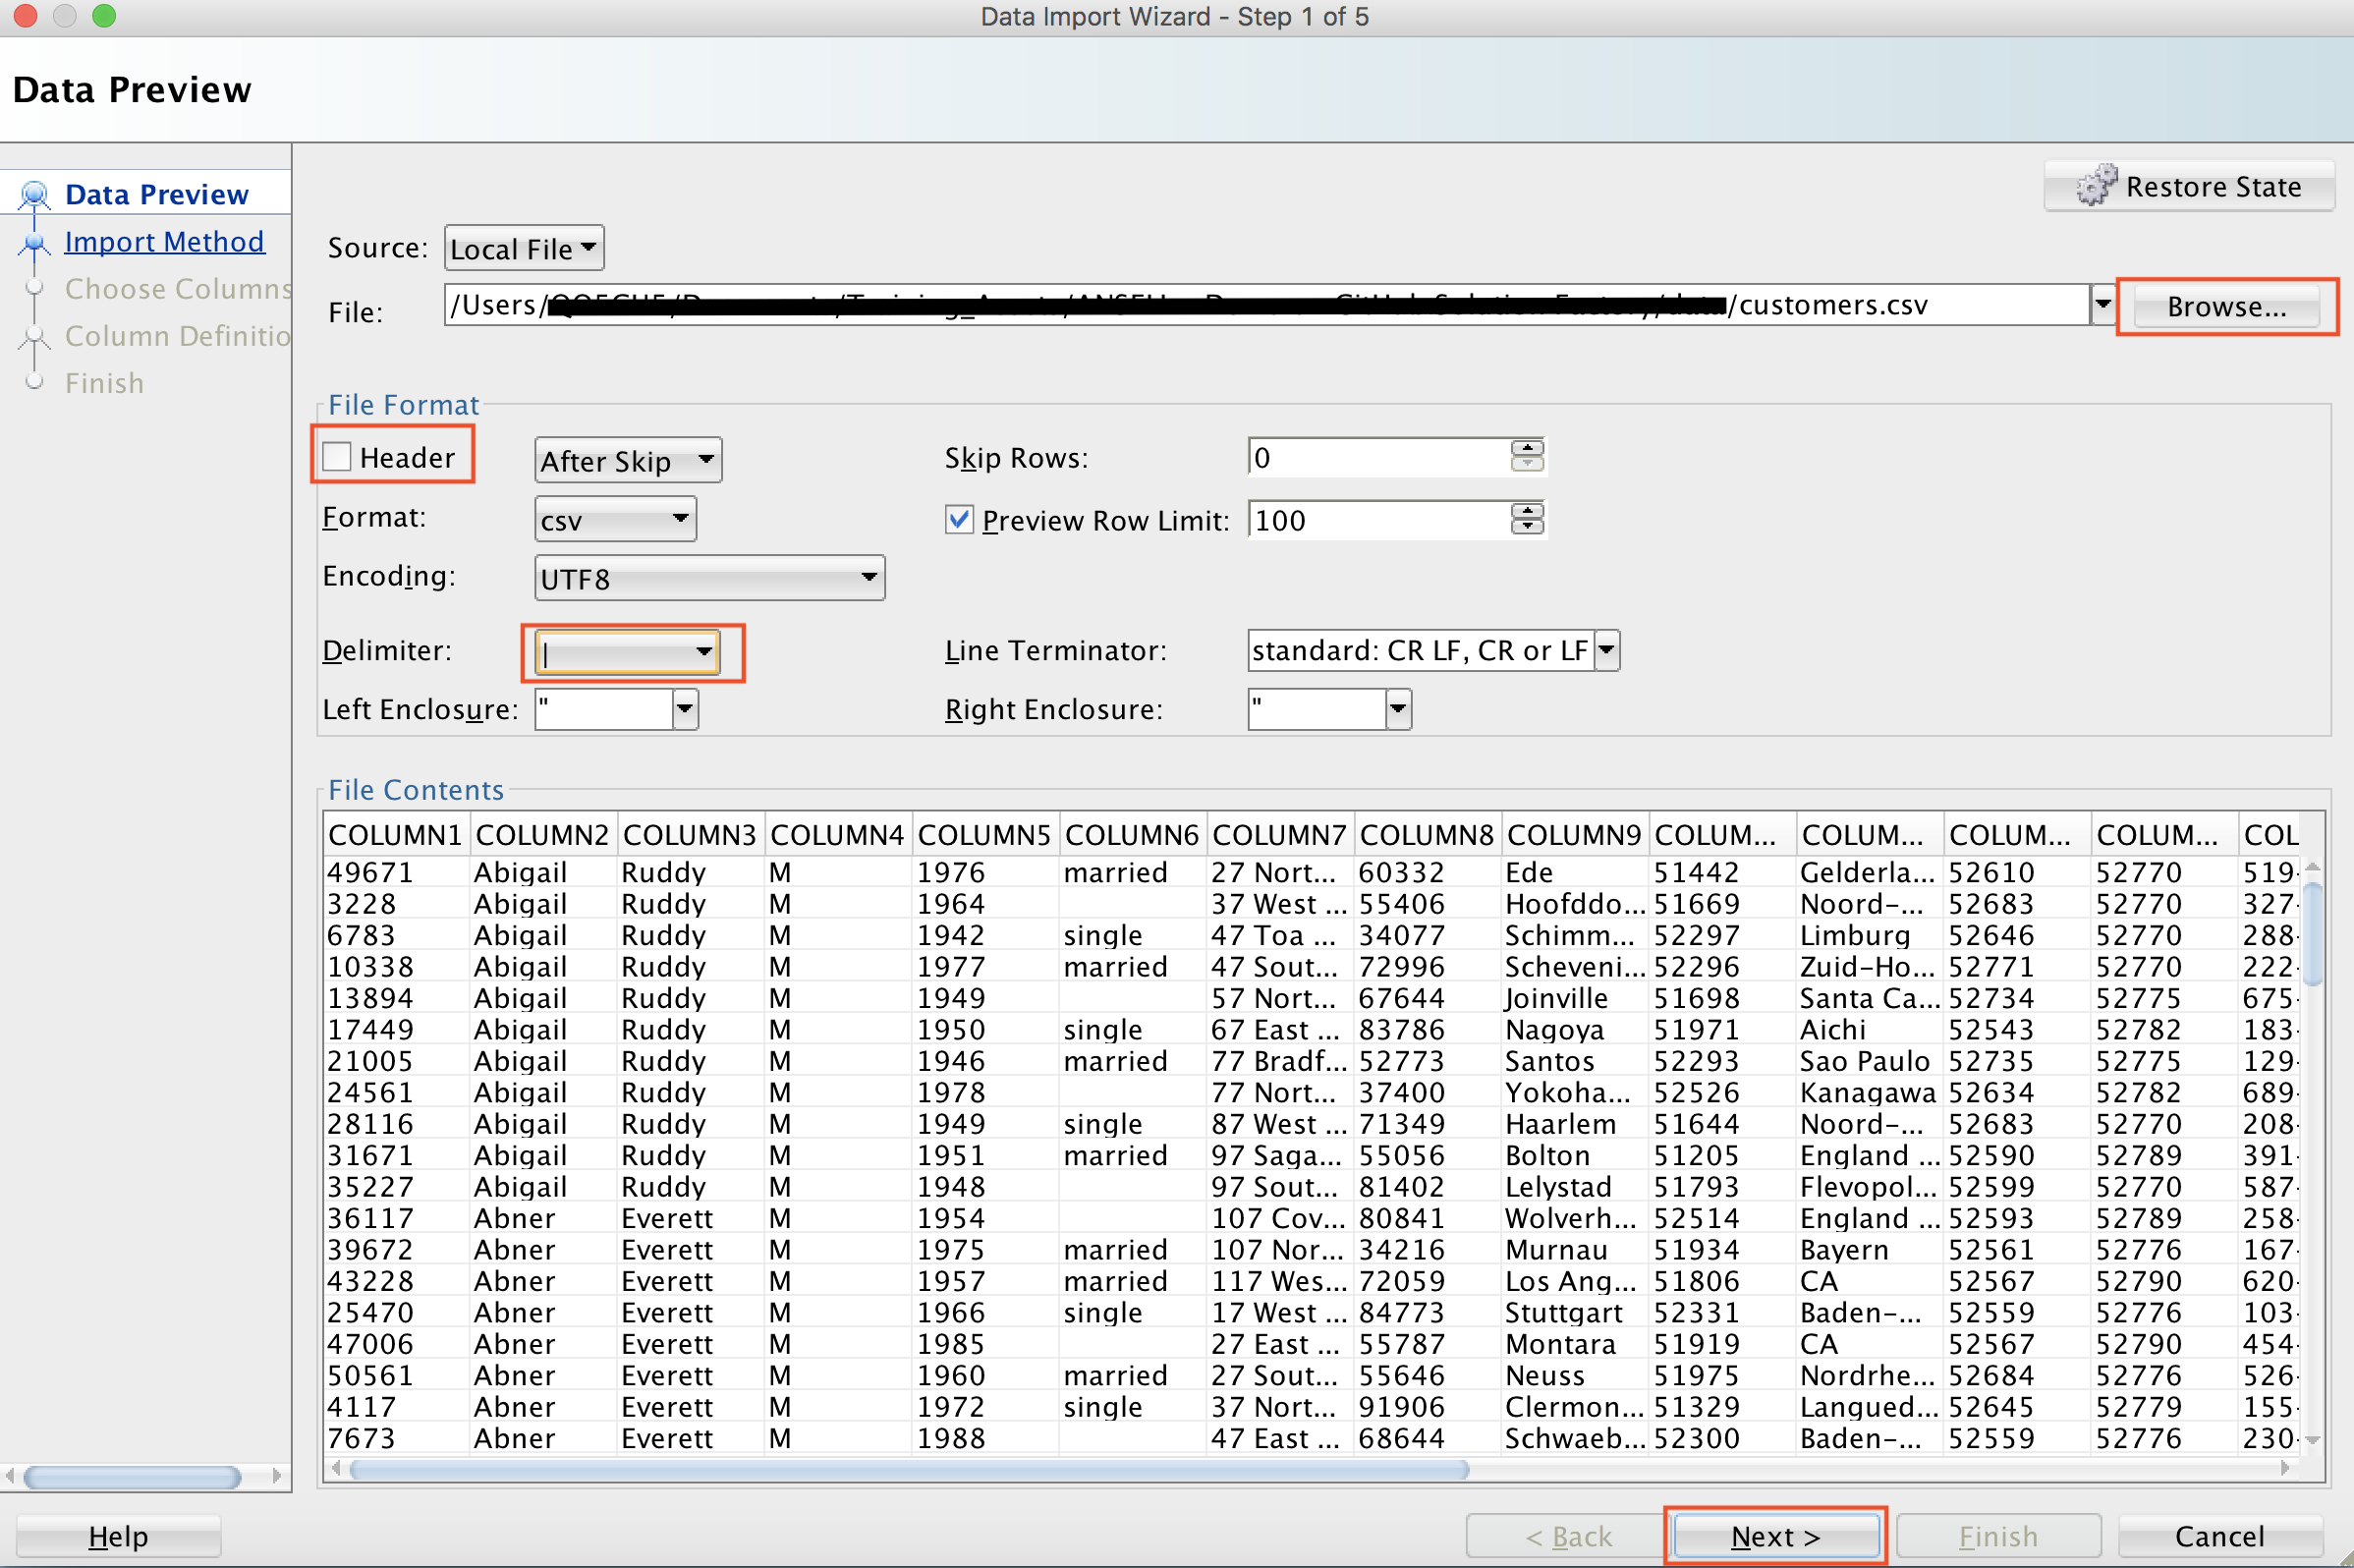 Data Import Wizard - Step 1 of 5
Data Preview
Data Preview
Import Method
Choose Columns
Column Definitio
Finish
Restore State
Source: Local File
File: /Users/ /customers.csv Browse...
File Format
Header After Skip Skip Rows: 0
Format: csv Preview Row Limit: 100
Encoding: UTF8
Delimiter: | Line Terminator: standard: CR LF, CR or LF
Left Enclosure: " Right Enclosure: "
File Contents
COLUMN1 COLUMN2 COLUMN3 COLUMN4 COLUMN5 COLUMN6 COLUMN7 COLUMN8 COLUMN9 COLUM... COLUM... COLUM... COLUM... COL
49671 Abigail Ruddy M 1976 married 27 Nort... 60332 Ede 51442 Gelderla... 52610 52770 519-
3228 Abigail Ruddy M 1964 37 West ... 55406 Hoofddo... 51669 Noord-... 52683 52770 327-
6783 Abigail Ruddy M 1942 single 47 Toa ... 34077 Schimm... 52297 Limburg 52646 52770 288-
10338 Abigail Ruddy M 1977 married 47 Sout... 72996 Scheveni... 52296 Zuid-Ho... 52771 52770 222-
13894 Abigail Ruddy M 1949 57 Nort... 67644 Joinville 51698 Santa Ca... 52734 52775 675-
17449 Abigail Ruddy M 1950 single 67 East ... 83786 Nagoya 51971 Aichi 52543 52782 183-
21005 Abigail Ruddy M 1946 married 77 Bradf... 52773 Santos 52293 Sao Paulo 52735 52775 129-
24561 Abigail Ruddy M 1978 77 Nort... 37400 Yokoha... 52526 Kanagawa 52634 52782 689-
28116 Abigail Ruddy M 1949 single 87 West ... 71349 Haarlem 51644 Noord-... 52683 52770 208-
31671 Abigail Ruddy M 1951 married 97 Saga... 55056 Bolton 51205 England ... 52590 52789 391-
35227 Abigail Ruddy M 1948 97 Sout... 81402 Lelystad 51793 Flevopol... 52599 52770 587-
36117 Abner Everett M 1954 107 Cov... 80841 Wolverh... 52514 England ... 52593 52789 258-
39672 Abner Everett M 1975 married 107 Nor... 34216 Murnau 51934 Bayern 52561 52776 167-
43228 Abner Everett M 1957 married 117 Wes... 72059 Los Ang... 51806 CA 52567 52790 620-
25470 Abner Everett M 1966 single 17 West ... 84773 Stuttgart 52331 Baden-... 52559 52776 103-
47006 Abner Everett M 1985 27 East ... 55787 Montara 51919 CA 52567 52790 454-
50561 Abner Everett M 1960 married 27 Sout... 55646 Neuss 51975 Nordrhe... 52684 52776 526-
4117 Abner Everett M 1972 single 37 Nort... 91906 Clermon... 51329 Langued... 52645 52779 155-
7673 Abner Everett M 1988 47 East ... 68644 Schwaeb... 52300 Baden-... 52559 52776 230-
Help < Back Next > Finish Cancel